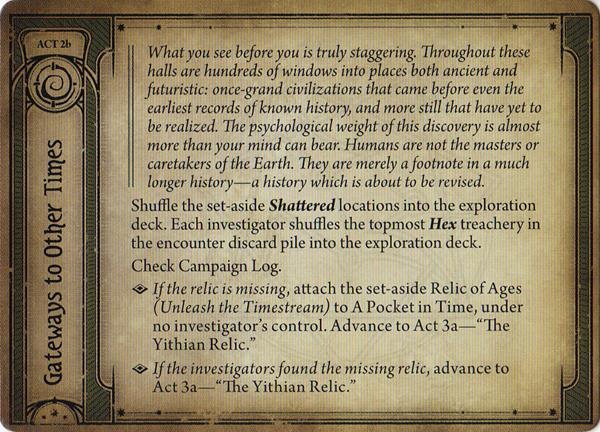 ACT 2b
Gateways to Other Times
What you see before you is truly staggering. Throughout these
halls are hundreds of windows into places both ancient and
futuristic: once-grand civilizations that came before even the
earliest records of known history, and more still that have yet to
be realized. The psychological weight of this discovery is almost
more than your mind can bear. Humans are not the masters or
caretakers of the Earth. They are merely a footnote in a much
longer history—a history which is about to be revised.
Shuffle the set-aside Shattered locations into the exploration
deck. Each investigator shuffles the topmost Hex treachery in
the encounter discard pile into the exploration deck.
Check Campaign Log.
If the relic is missing, attach the set-aside Relic of Ages
(Unleash the Timestream) to A Pocket in Time, under
no investigator's control. Advance to Act 3a—"The
Yithian Relic."
If the investigators found the missing relic, advance to
Act 3a—"The Yithian Relic."